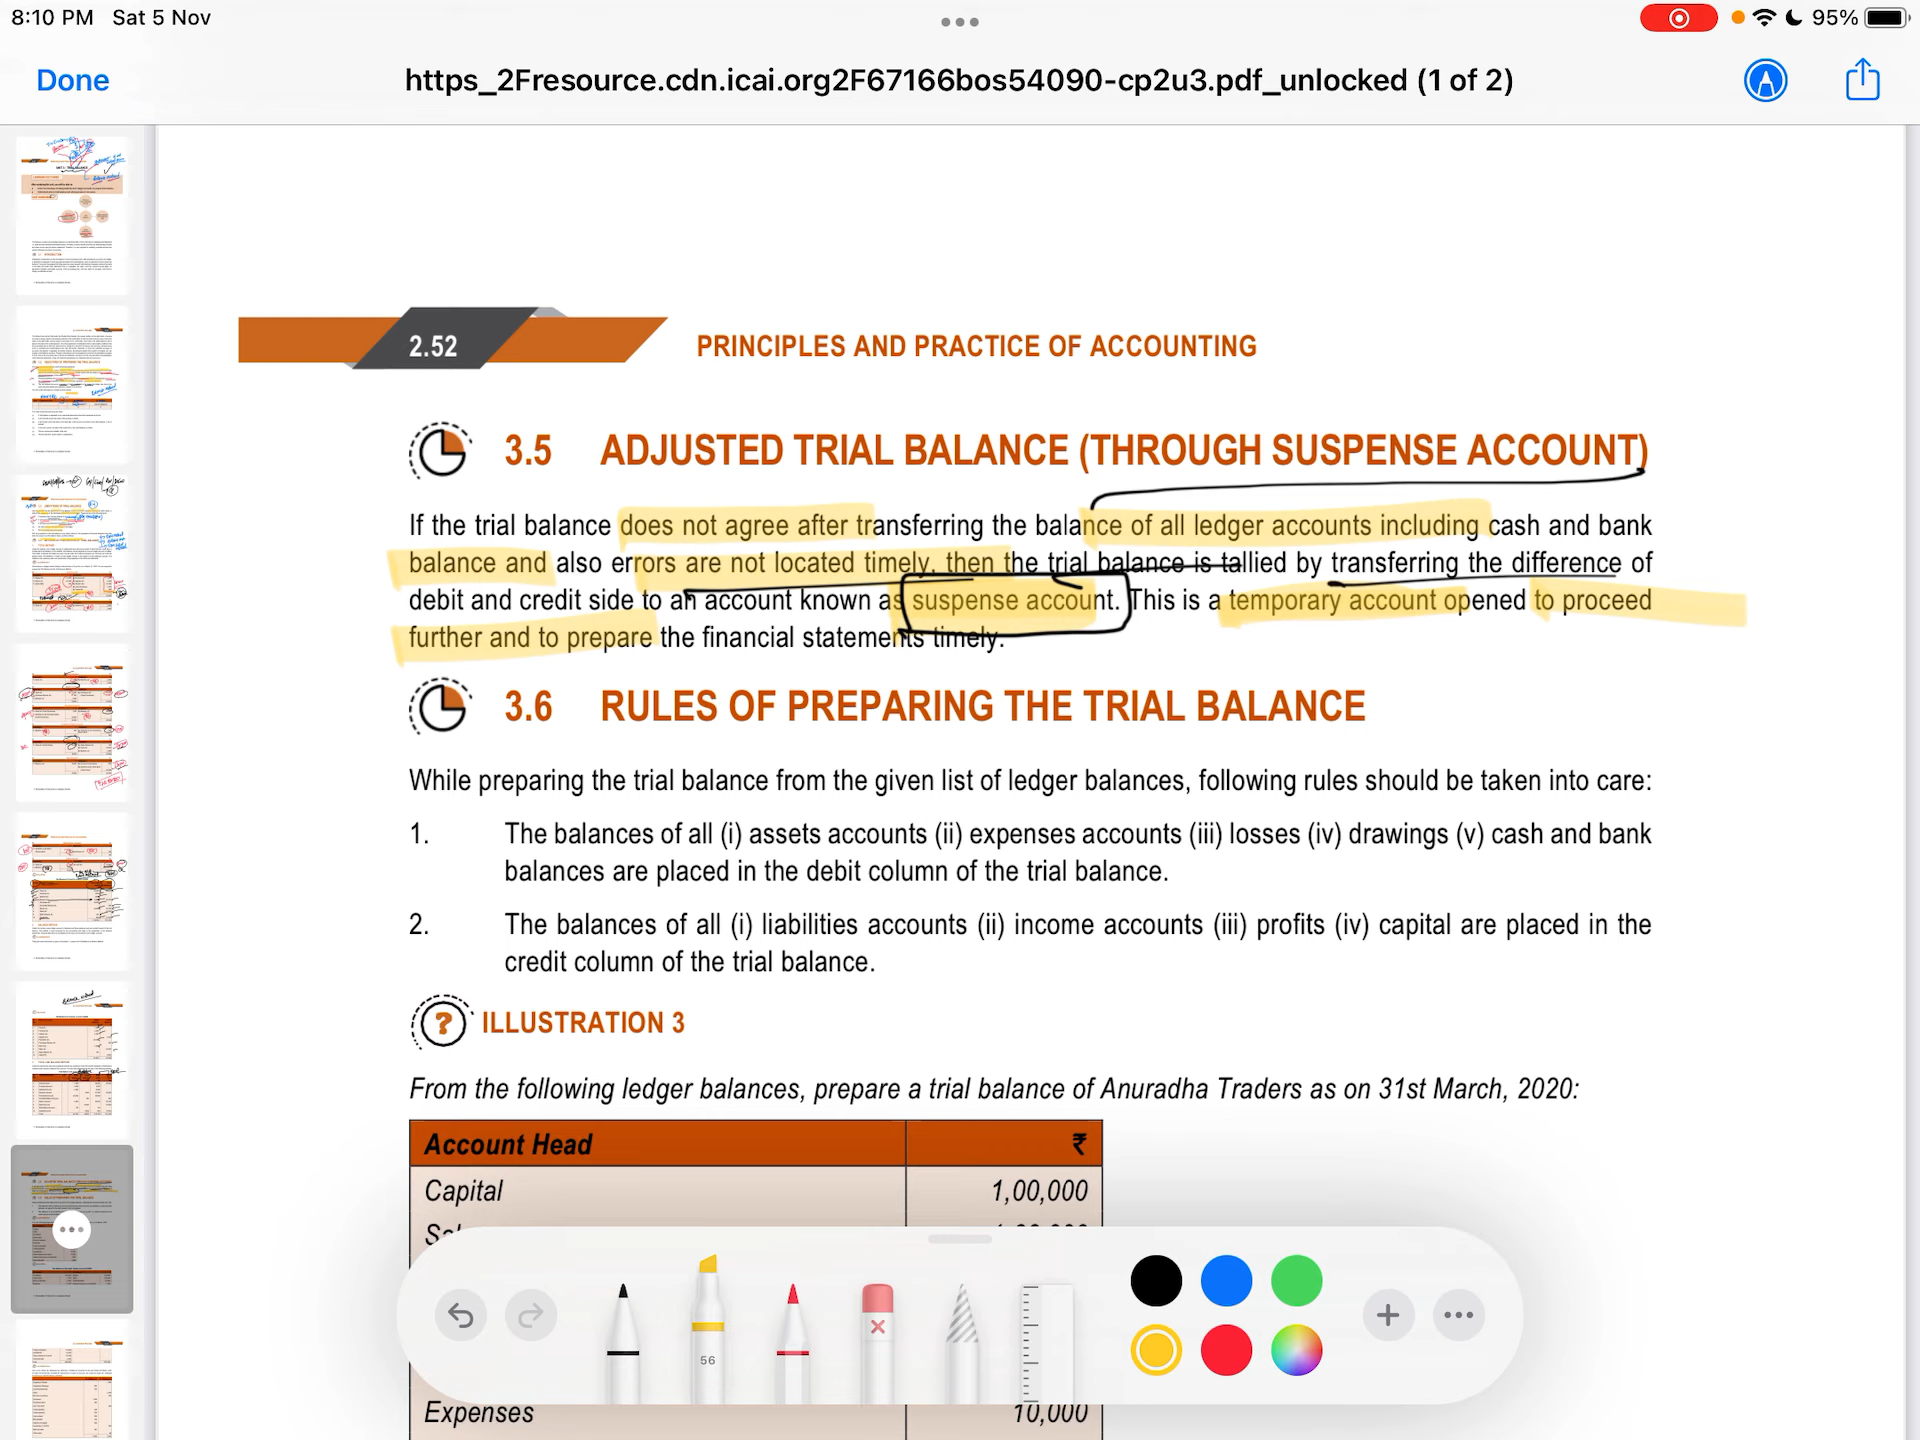 8:10 PM Sat 5 Nov
95%
Done
https_2Fresource.cdn.icai.org2F67166bos54090-cp2u3.pdf_unlocked (1 of 2)
2.52
PRINCIPLES AND PRACTICE OF ACCOUNTING
3.5 ADJUSTED TRIAL BALANCE (THROUGH SUSPENSE ACCOUNT)
If the trial balance does not agree after transferring the balance of all ledger accounts including cash and bank
balance and also errors are not located timely, then the trial balance is tallied by transferring the difference of
debit and credit side to an account known as suspense account. This is a temporary account opened to proceed
further and to prepare the financial statements timely.
3.6 RULES OF PREPARING THE TRIAL BALANCE
While preparing the trial balance from the given list of ledger balances, following rules should be taken into care:
1. The balances of all (i) assets accounts (ii) expenses accounts (iii) losses (iv) drawings (v) cash and bank
balances are placed in the debit column of the trial balance.
2. The balances of all (i) liabilities accounts (ii) income accounts (iii) profits (iv) capital are placed in the
credit column of the trial balance.
? ILLUSTRATION 3
From the following ledger balances, prepare a trial balance of Anuradha Traders as on 31st March, 2020:
Account Head ₹
Capital 1,00,000
56
Expenses 10,000